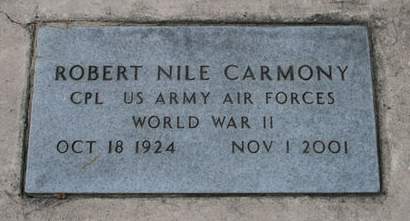 ROBERT NILE CARMONY
CPL US ARMY AIR FORCES
WORLD WAR II
OCT 18 1924 NOV 1 2001